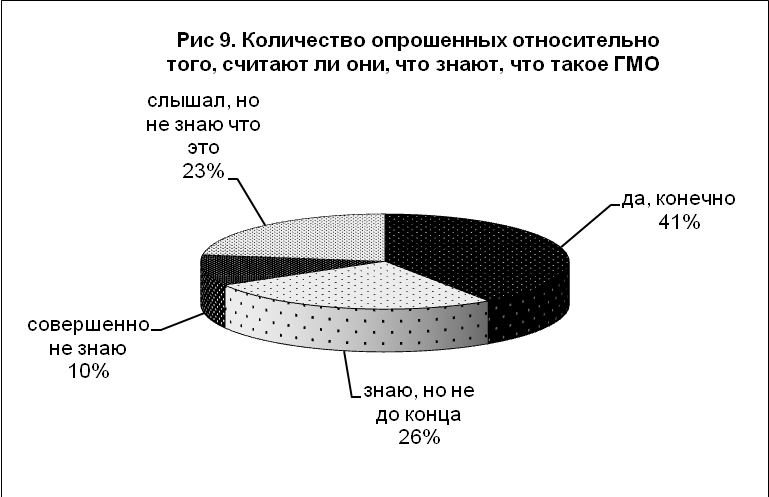 Рис 9. Количество опрошенных относительно
того, считают ли они, что знают, что такое ГМО
слышал, но
не знаю что
это
23%
да, конечно
41%
совершенно
не знаю
10%
знаю, но не
до конца
26%